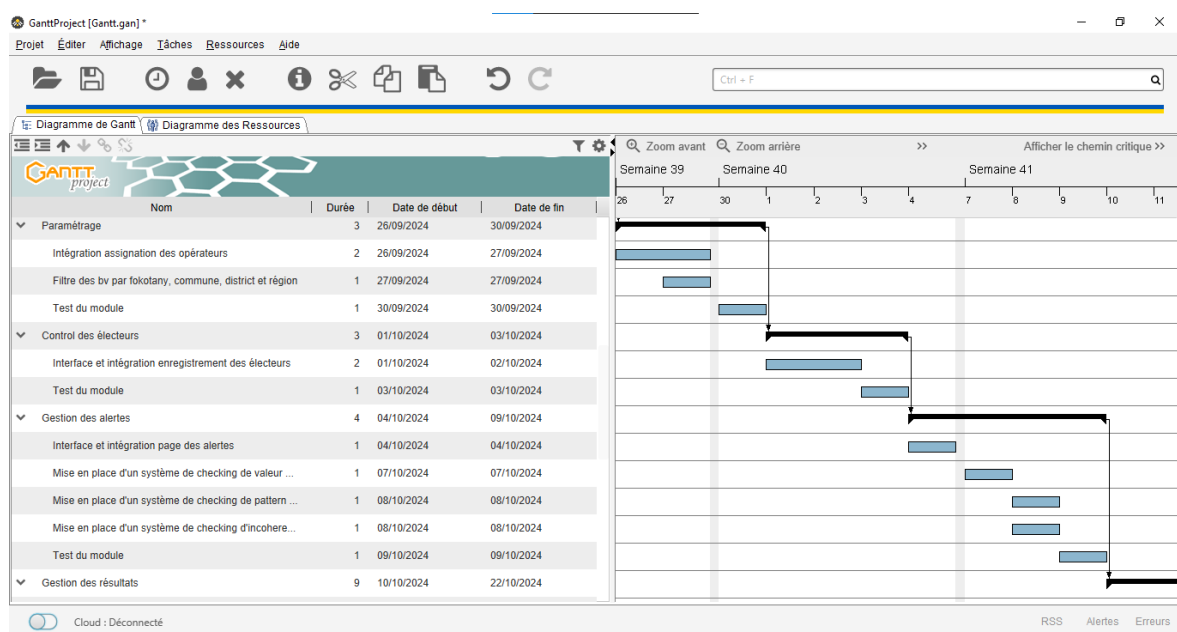 GanttProject [Gantt.gan] *
Projet Éditer Affichage Tâches Ressources Aide
Ctrl + F
Diagramme de Gantt Diagramme des Ressources
Zoom avant Zoom arrière >> Afficher le chemin critique >>
GANTT project
Semaine 39 Semaine 40 Semaine 41
26 27 30 1 2 3 4 7 8 9 10 11
Nom Durée Date de début Date de fin
Paramétrage 3 26/09/2024 30/09/2024
Intégration assignation des opérateurs 2 26/09/2024 27/09/2024
Filtre des bv par fokotany, commune, district et règion 1 27/09/2024 27/09/2024
Test du module 1 30/09/2024 30/09/2024
Control des électeurs 3 01/10/2024 03/10/2024
Interface et intégration enregistrement des électeurs 2 01/10/2024 02/10/2024
Test du module 1 03/10/2024 03/10/2024
Gestion des alertes 4 04/10/2024 09/10/2024
Interface et intégration page des alertes 1 04/10/2024 04/10/2024
Mise en place d'un système de checking de valeur ... 1 07/10/2024 07/10/2024
Mise en place d'un système de checking de pattern ... 1 08/10/2024 08/10/2024
Mise en place d'un système de checking d'incohere... 1 08/10/2024 08/10/2024
Test du module 1 09/10/2024 09/10/2024
Gestion des résultats 9 10/10/2024 22/10/2024
Cloud : Déconnecté RSS Alertes Erreurs